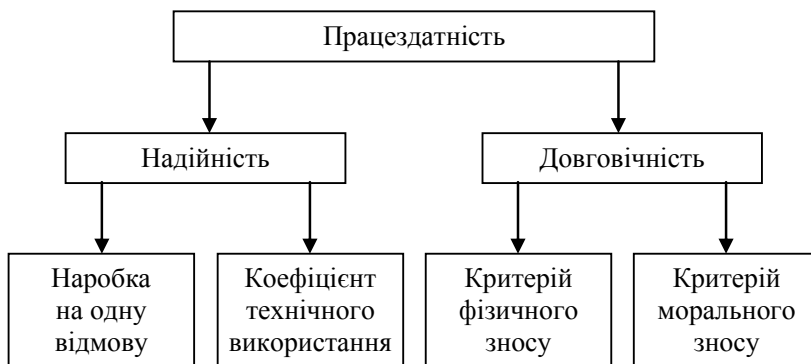 Працездатність
Надійність
Довговічність
Наробка
на одну
відмову
Коефіцієнт
технічного
використання
Критерій
фізичного
зносу
Критерій
морального
зносу